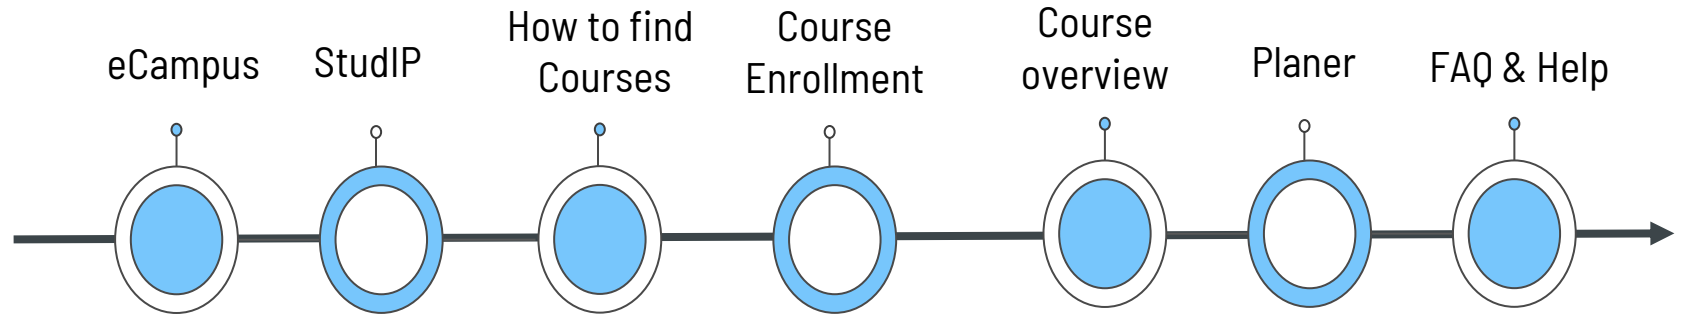 eCampus
StudIP
How to find
Courses
Course
Enrollment
Course
overview
Planer
FAQ & Help